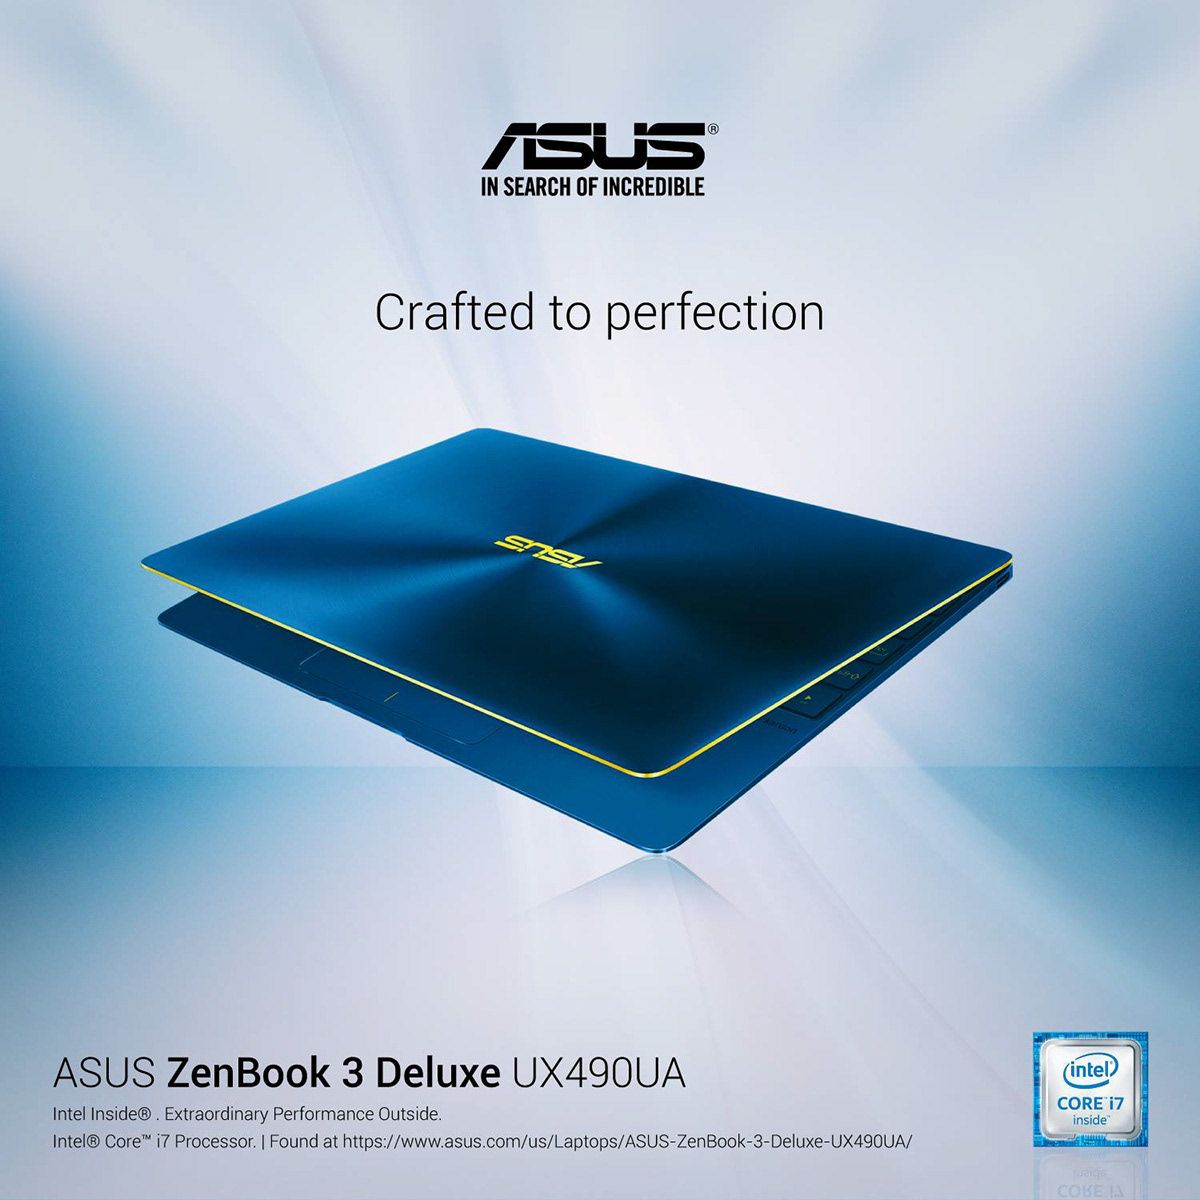 ASUS®
IN SEARCH OF INCREDIBLE
Crafted to perfection
ASUS
ASUS ZenBook 3 Deluxe UX490UA
Intel Inside® . Extraordinary Performance Outside.
Intel® Core™ i7 Processor. | Found at https://www.asus.com/us/Laptops/ASUS-ZenBook-3-Deluxe-UX490UA/
intel®
CORE™ i7
inside™